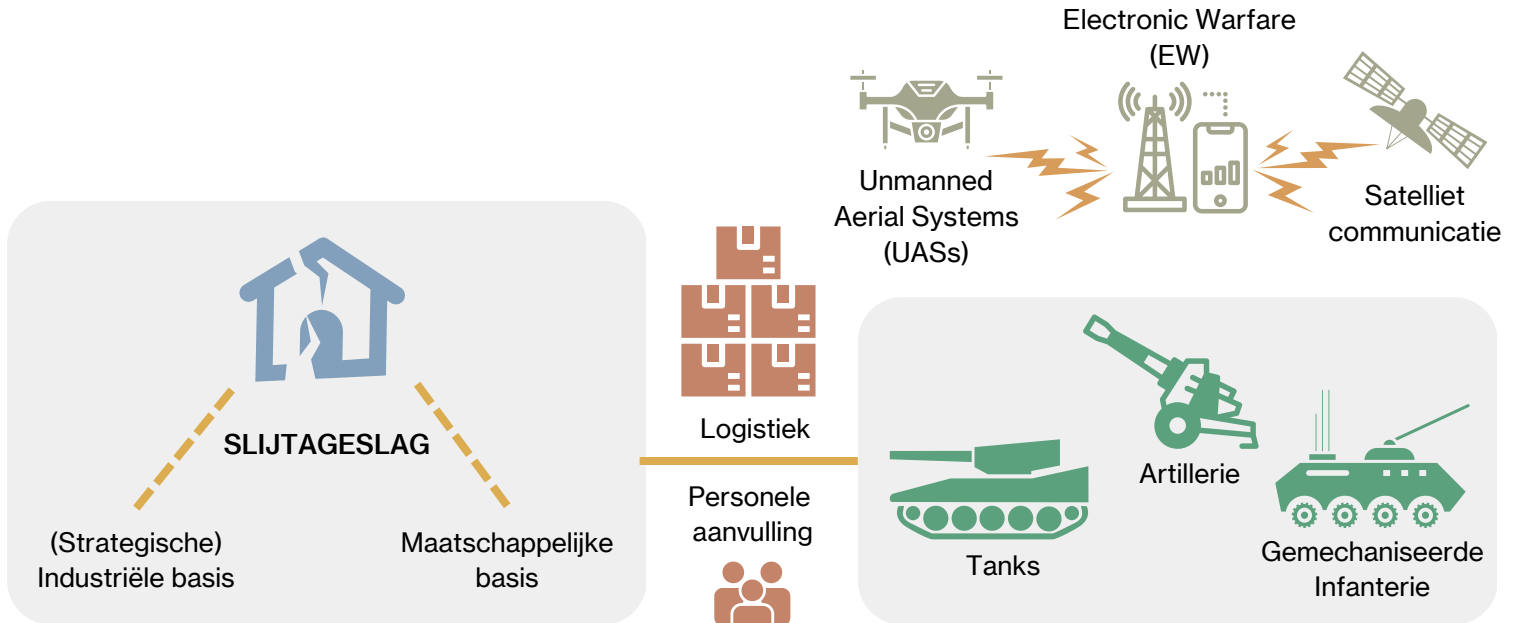 Electronic Warfare
(EW)
Unmanned
Aerial Systems
(UASs)
Satelliet
communicatie
SLIJTAGESLAG
(Strategische)
Industriële basis
Maatschappelijke
basis
Logistiek
Personele
aanvulling
Artillerie
Tanks
Gemechaniseerde
Infanterie